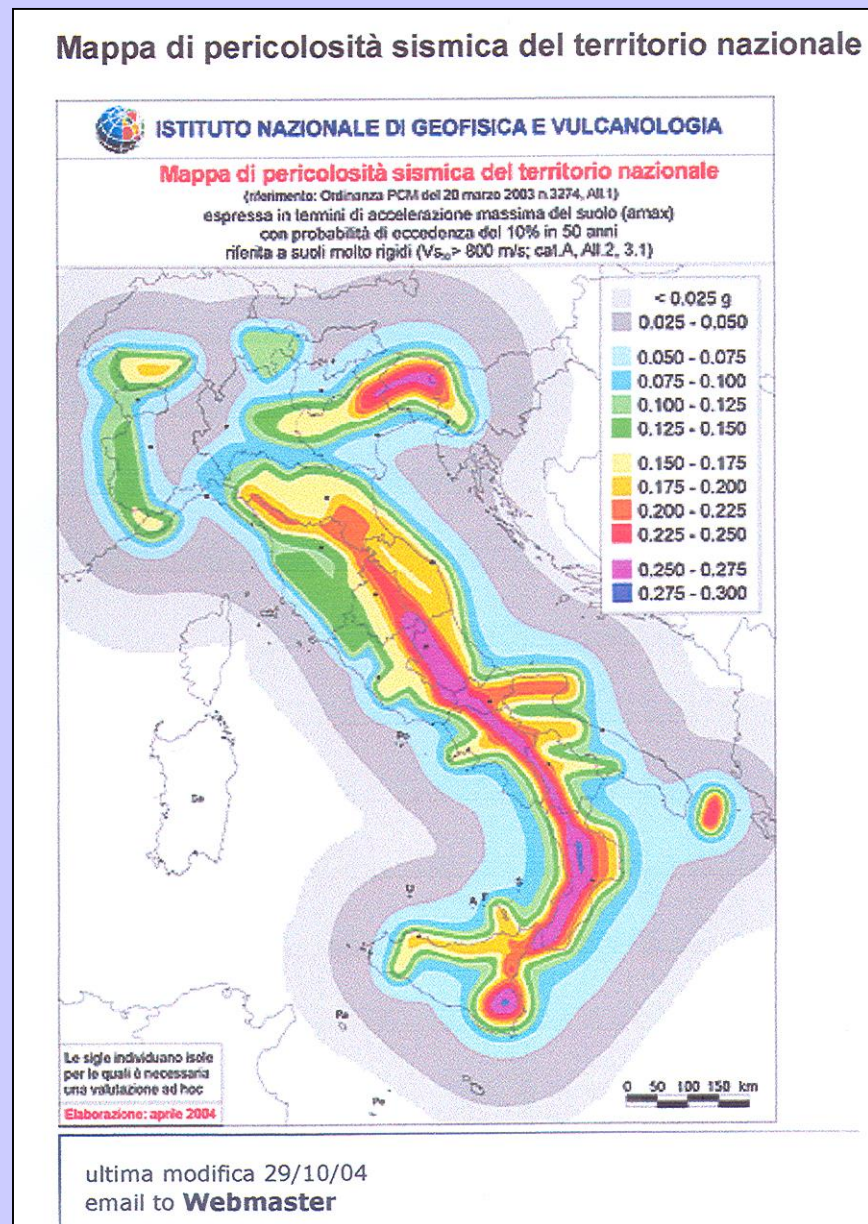 Mappa di pericolosità sismica del territorio nazionale
ISTITUTO NAZIONALE DI GEOFISICA E VULCANOLOGIA
Mappa di pericolosità sismica del territorio nazionale
(riferimento: Ordinanza PCM del 20 marzo 2003 n.3274, All.1)
espressa in termini di accelerazione massima del suolo (amax)
con probabilità di eccedenza del 10% in 50 anni
riferita a suoli molto rigidi (Vs₃₀> 800 m/s; cat.A, All.2, 3.1)
< 0.025 g
0.025 - 0.050
0.050 - 0.075
0.075 - 0.100
0.100 - 0.125
0.125 - 0.150
0.150 - 0.175
0.175 - 0.200
0.200 - 0.225
0.225 - 0.250
0.250 - 0.275
0.275 - 0.300
Po
Sa
U
A
F
S
Pa
Pe
Le sigle individuano isole
per le quali è necessaria
una valutazione ad hoc
Elaborazione: aprile 2004
0 50 100 150 km
ultima modifica 29/10/04
email to Webmaster